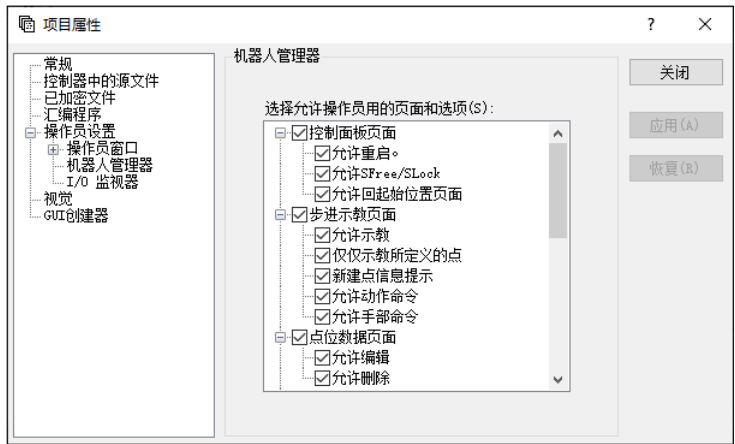 项目属性
?
常规
控制器中的源文件
已加密文件
汇编程序
操作员设置
操作员窗口
机器人管理器
I/O 监视器
视觉
GUI创建器
机器人管理器
选择允许操作员用的页面和选项(S):
控制面板页面
允许重启。
允许SFree/SLock
允许回起始位置页面
步进示教页面
允许示教
仅仅示教所定义的点
新建点信息提示
允许动作命令
允许手部命令
点位数据页面
允许编辑
允许删除
关闭
应用(A)
恢复(R)